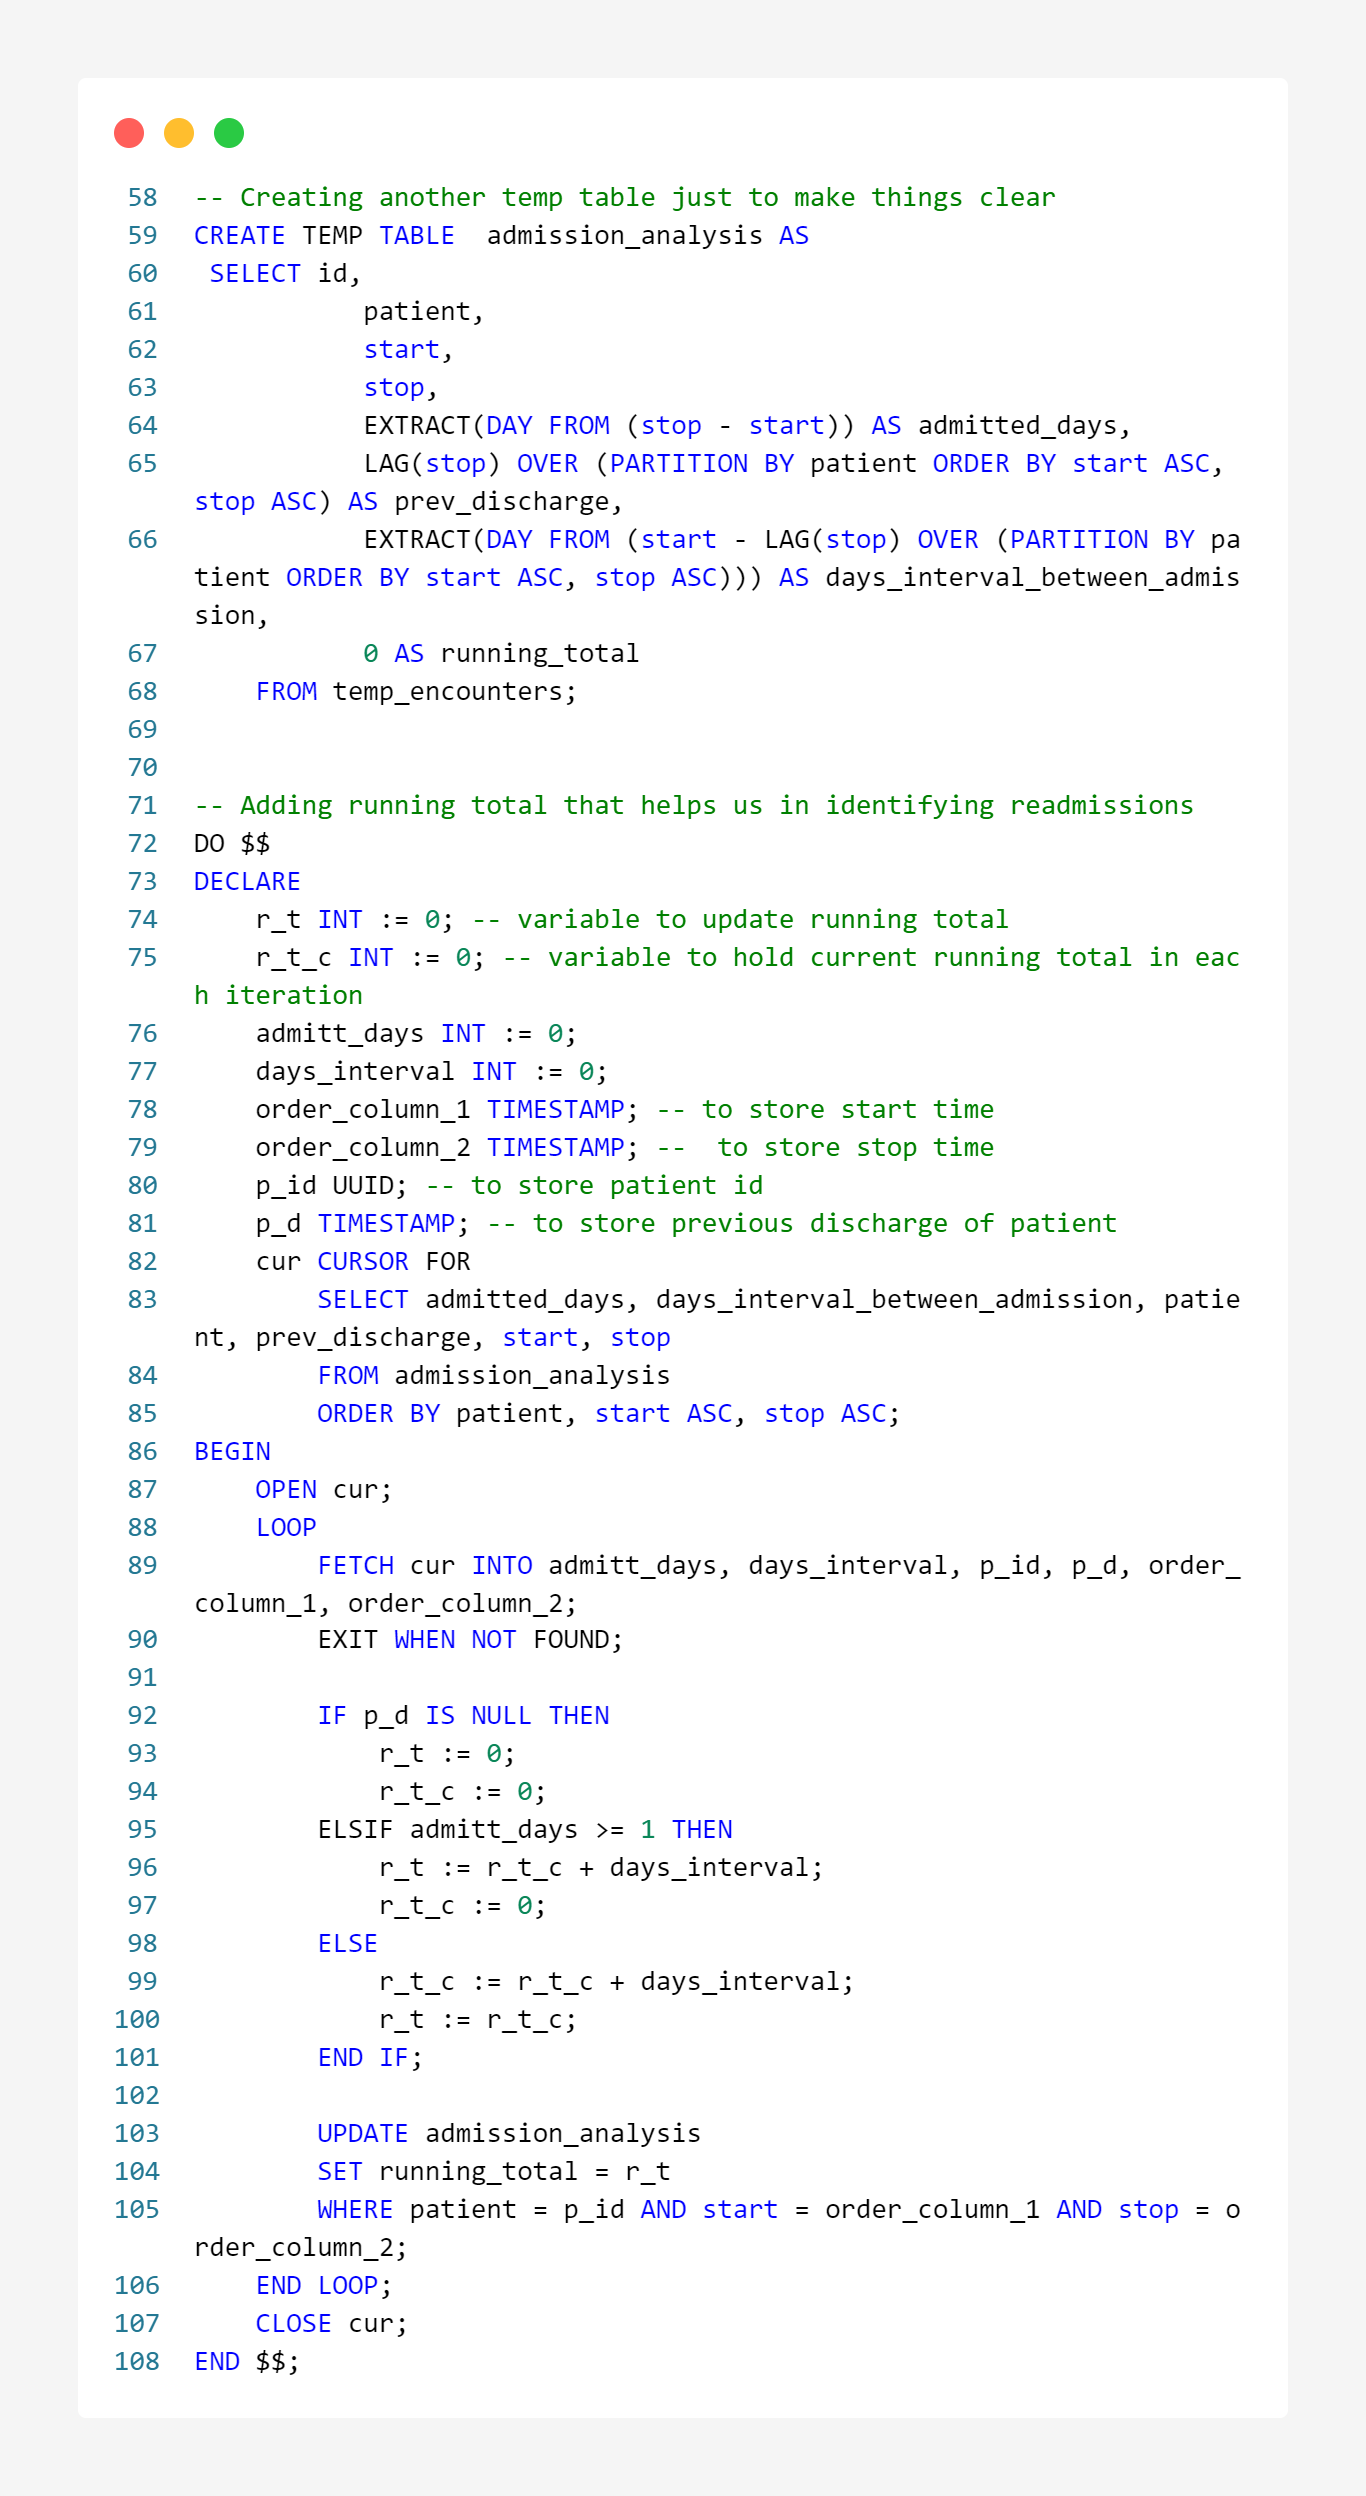 58 -- Creating another temp table just to make things clear
59 CREATE TEMP TABLE  admission_analysis AS
60  SELECT id,
61            patient,
62            start,
63            stop,
64            EXTRACT(DAY FROM (stop - start)) AS admitted_days,
65            LAG(stop) OVER (PARTITION BY patient ORDER BY start ASC,
stop ASC) AS prev_discharge,
66            EXTRACT(DAY FROM (start - LAG(stop) OVER (PARTITION BY pa
tient ORDER BY start ASC, stop ASC))) AS days_interval_between_admis
sion,
67            0 AS running_total
68     FROM temp_encounters;
69
70
71 -- Adding running total that helps us in identifying readmissions
72 DO $$
73 DECLARE
74     r_t INT := 0; -- variable to update running total
75     r_t_c INT := 0; -- variable to hold current running total in eac
h iteration
76     admitt_days INT := 0;
77     days_interval INT := 0;
78     order_column_1 TIMESTAMP; -- to store start time
79     order_column_2 TIMESTAMP; --  to store stop time
80     p_id UUID; -- to store patient id
81     p_d TIMESTAMP; -- to store previous discharge of patient
82     cur CURSOR FOR
83         SELECT admitted_days, days_interval_between_admission, patie
nt, prev_discharge, start, stop
84         FROM admission_analysis
85         ORDER BY patient, start ASC, stop ASC;
86 BEGIN
87     OPEN cur;
88     LOOP
89         FETCH cur INTO admitt_days, days_interval, p_id, p_d, order_
column_1, order_column_2;
90         EXIT WHEN NOT FOUND;
91
92         IF p_d IS NULL THEN
93             r_t := 0;
94             r_t_c := 0;
95         ELSIF admitt_days >= 1 THEN
96             r_t := r_t_c + days_interval;
97             r_t_c := 0;
98         ELSE
99             r_t_c := r_t_c + days_interval;
100             r_t := r_t_c;
101         END IF;
102
103         UPDATE admission_analysis
104         SET running_total = r_t
105         WHERE patient = p_id AND start = order_column_1 AND stop = o
rder_column_2;
106     END LOOP;
107     CLOSE cur;
108 END $$;